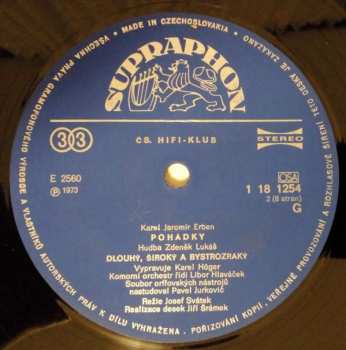 MADE IN CZECHOSLOVAKIA • VŠECHNA PRÁVA GRAMOFONOVÉHO VÝROBCE A VLASTNÍKŮ AUTORSKÝCH PRÁV K DÍLU VYHRAŽENA • POŘIZOVÁNÍ KOPIÍ, VEŘEJNÉ PROVOZOVÁNÍ A ROZHLASOVÉ ŠÍŘENÍ TÉTO DESKY JE ZAKÁZÁNO
SUPRAPHON
33
ČS. HIFI-KLUB
STEREO
E 2560
℗ 1973
OSA
1 18 1254
2 (8 stran)
G
Karel Jaromír Erben
POHÁDKY
Hudba Zdeněk Lukáš
DLOUHÝ, ŠIROKÝ A BYSTROZRAKÝ
Vypravuje Karel Höger
Komorní orchestr řídí Libor Hlaváček
Soubor orffovských nástrojů
nastudoval Pavel Jurkovič
Režie Josef Svátek
Realizace desek Jiří Šrámek